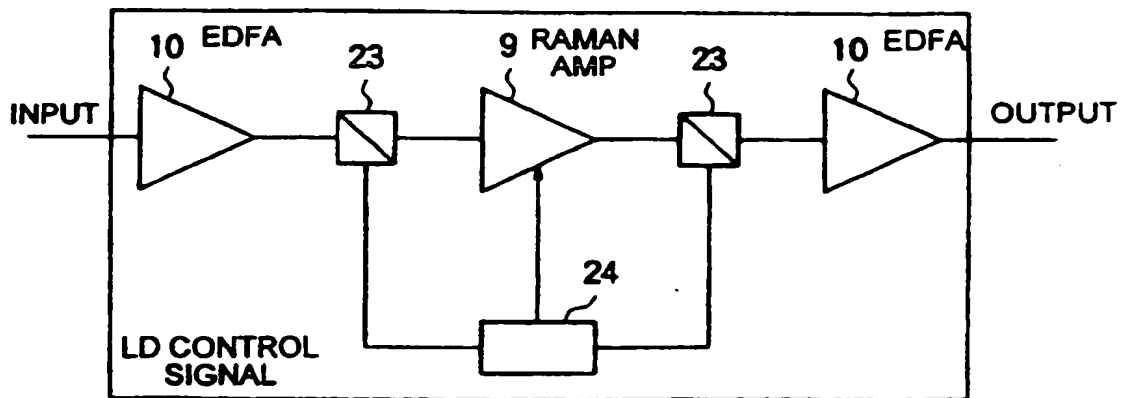 10 EDFA
23
9 RAMAN
AMP
23
10
EDFA
INPUT
OUTPUT
24
LD CONTROL
SIGNAL